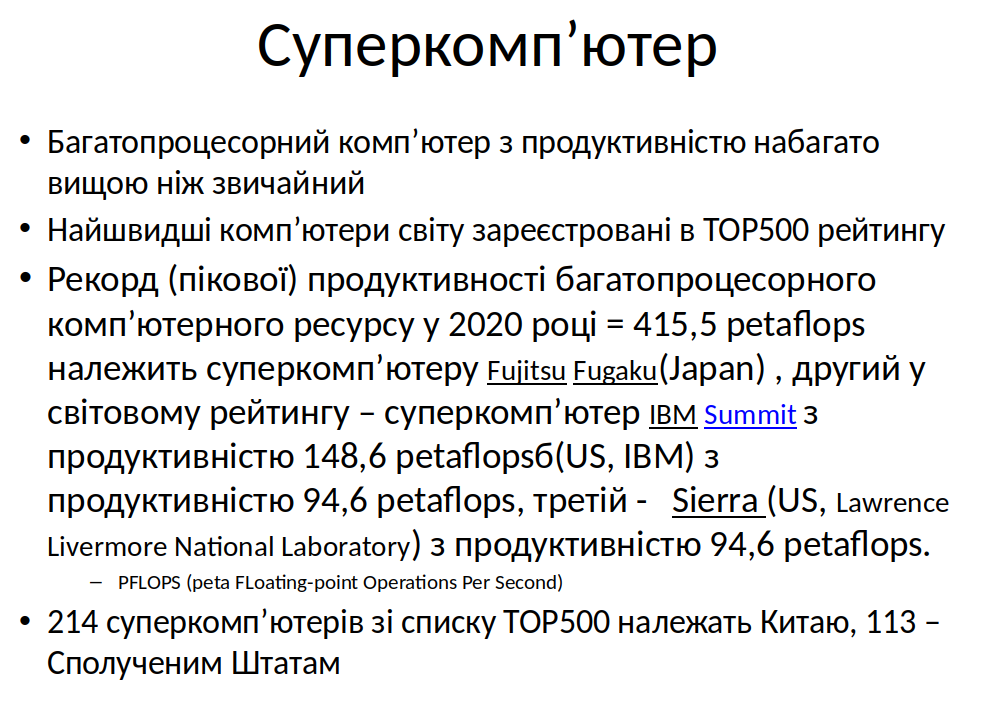 Суперкомп’ютер
• Багатопроцесорний комп’ютер з продуктивністю набагато
вищою ніж звичайний
• Найшвидші комп’ютери світу зареєстровані в TOP500 рейтингу
• Рекорд (пікової) продуктивності багатопроцесорного
комп’ютерного ресурсу у 2020 році = 415,5 petaflops
належить суперкомп’ютеру Fujitsu Fugaku(Japan) , другий у
світовому рейтингу – суперкомп’ютер IBM Summit з
продуктивністю 148,6 petaflopsб(US, IBM) з
продуктивністю 94,6 petaflops, третій - Sierra (US, Lawrence
Livermore National Laboratory) з продуктивністю 94,6 petaflops.
– PFLOPS (peta FLoating-point Operations Per Second)
• 214 суперкомп’ютерів зі списку TOP500 належать Китаю, 113 –
Сполученим Штатам